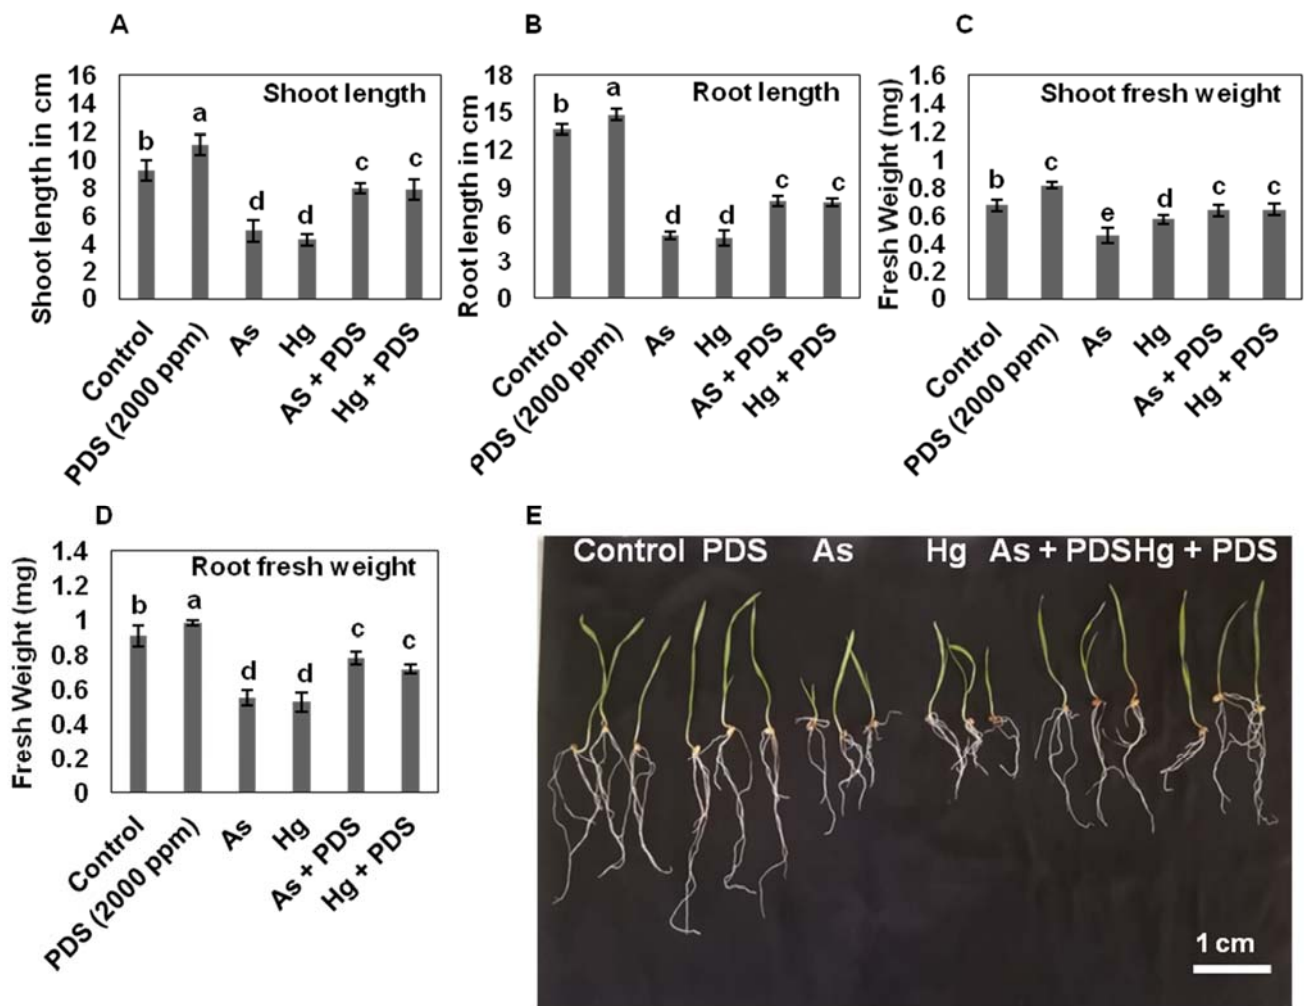 A
Shoot length in cm
16
14
12
10
8
6
4
2
0
Shoot length
b
a
d
d
c
c
Control
PDS (2000 ppm)
As
Hg
AS + PDS
Hg + PDS
B
Root length in cm
18
15
12
9
6
3
0
Root length
b
a
d
d
c
c
Control
PDS (2000 ppm)
As
Hg
AS + PDS
Hg + PDS
C
Fresh Weight (mg)
1.6
1.4
1.2
1
0.8
0.6
0.4
0.2
0
Shoot fresh weight
b
c
e
d
c
c
Control
PDS (2000 ppm)
As
Hg
As + PDS
Hg + PDS
D
Fresh Weight (mg)
1.4
1.2
1
0.8
0.6
0.4
0.2
0
Root fresh weight
b
a
d
d
c
c
Control
PDS (2000 ppm)
As
Hg
As + PDS
Hg + PDS
E
Control PDS As Hg As + PDS Hg + PDS
1 cm